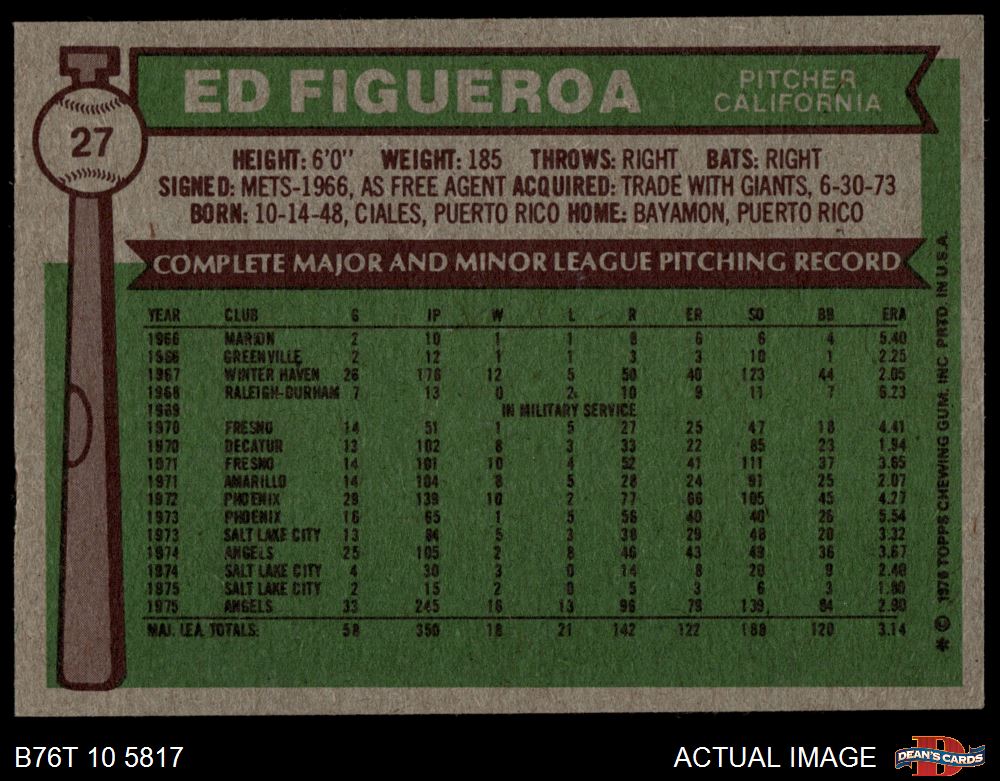 ED FIGUEROA
PITCHER
CALIFORNIA
27
HEIGHT: 6'0" WEIGHT: 185 THROWS: RIGHT BATS: RIGHT
SIGNED: METS-1966, AS FREE AGENT ACQUIRED: TRADE WITH GIANTS, 6-30-73
BORN: 10-14-48, CIALES, PUERTO RICO HOME: BAYAMON, PUERTO RICO
COMPLETE MAJOR AND MINOR LEAGUE PITCHING RECORD
YEAR CLUB G IP W L R ER SO BB ERA
1966 MARION 2 10 1 1 8 6 6 4 5.40
1966 GREENVILLE 2 12 1 1 3 3 10 1 2.25
1967 WINTER HAVEN 26 176 12 5 50 40 123 44 2.05
1968 RALEIGH-DURHAM 7 13 0 2 10 9 11 7 6.23
1969 IN MILITARY SERVICE
1970 FRESNO 14 51 1 5 27 25 47 18 4.41
1970 DECATUR 13 102 8 3 33 22 85 23 1.94
1971 FRESNO 14 101 10 4 52 41 111 37 3.65
1971 AMARILLO 14 104 8 5 28 24 91 25 2.07
1972 PHOENIX 29 139 10 2 77 66 105 45 4.27
1973 PHOENIX 16 65 1 5 56 40 40 26 5.54
1973 SALT LAKE CITY 13 5 3 29 48 20 3.32
1974 ANGELS 25 105 2 8 46 43 49 36 3.67
1974 SALT LAKE CITY 4 30 3 0 14 8 20 9 2.40
1975 SALT LAKE CITY 2 15 2 0 5 3 6 3 1.80
1975 ANGELS 33 245 16 13 96 79 139 84 2.90
MAJ. LEA. TOTALS: 58 350 18 21 142 122 188 120 3.14
* © 1976 TOPPS CHEWING GUM, INC. PRTD. IN U.S.A.
B76T 10 5817
ACTUAL IMAGE
D
DEAN'S CARDS